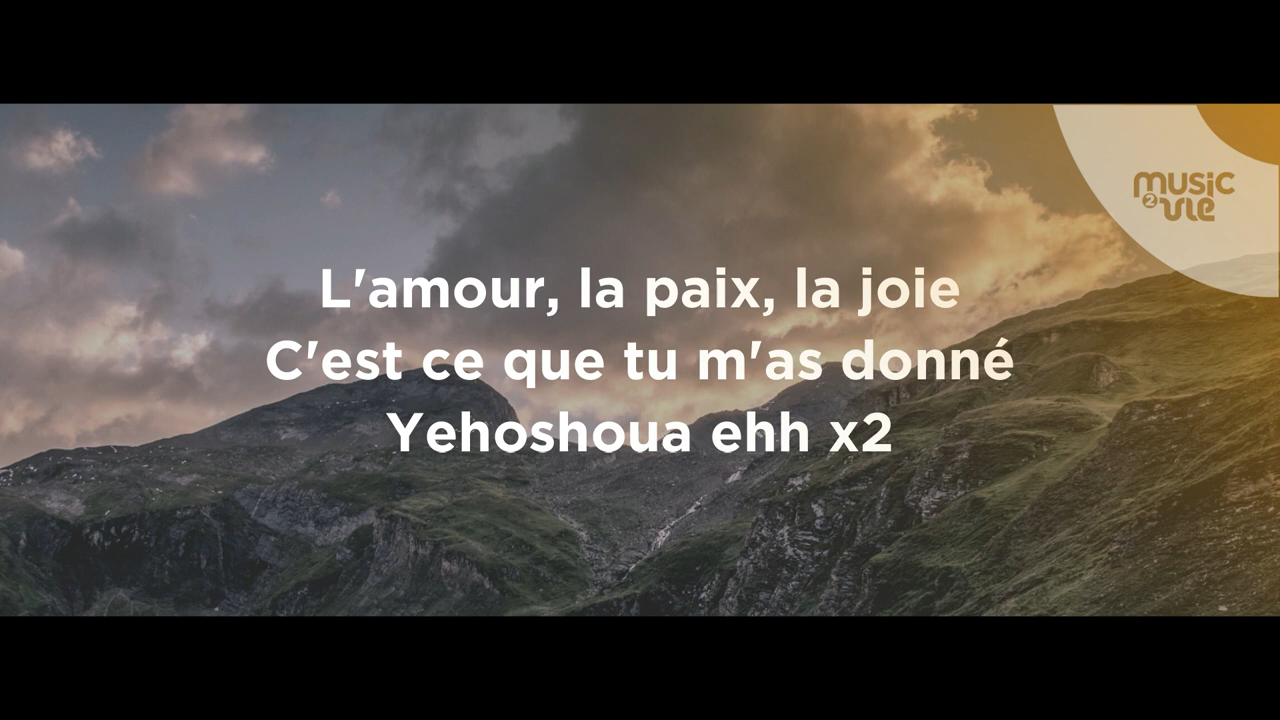 music
2 vie
L'amour, la paix, la joie
C'est ce que tu m'as donné
Yehoshoua ehh x2